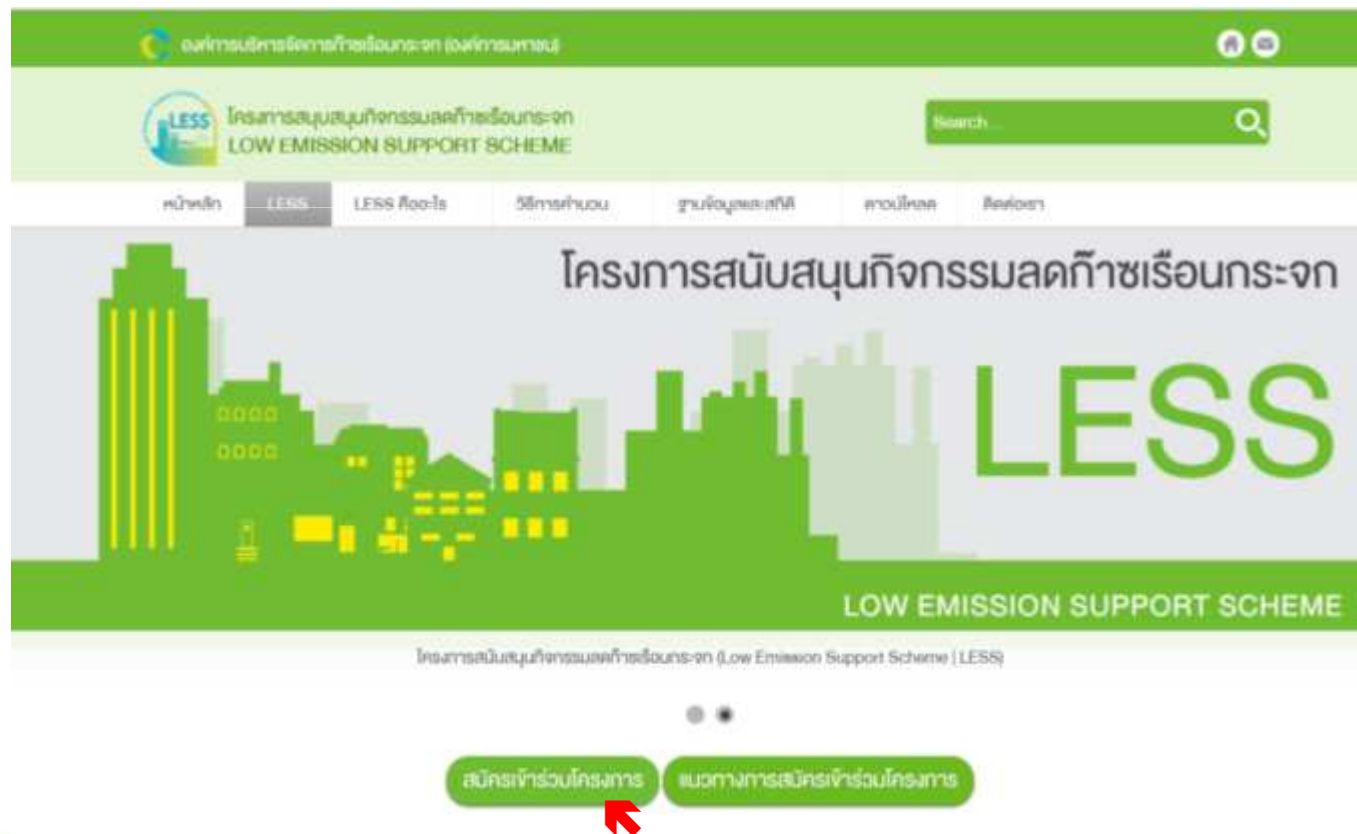 องค์การบริหารจัดการก๊าซเรือนกระจก (องค์การมหาชน)
โครงการสนุบสนุนกิจกรรมลดก๊าซเรือนกระจก
LESS
LOW EMISSION SUPPORT SCHEME
Search...
หน้าหลัก LESS LESS คืออะไร วิธีการคำนวน ฐานข้อมูลและสถิติ ดาวน์โหลด ติดต่อเรา
โครงการสนับสนุนกิจกรรมลดก๊าซเรือนกระจก
LESS
LOW EMISSION SUPPORT SCHEME
โครงการสนับสนุนกิจกรรมลดก๊าซเรือนกระจก (Low Emission Support Scheme | LESS)
สมัครเข้าร่วมโครงการ แนวทางการสมัครเข้าร่วมโครงการ